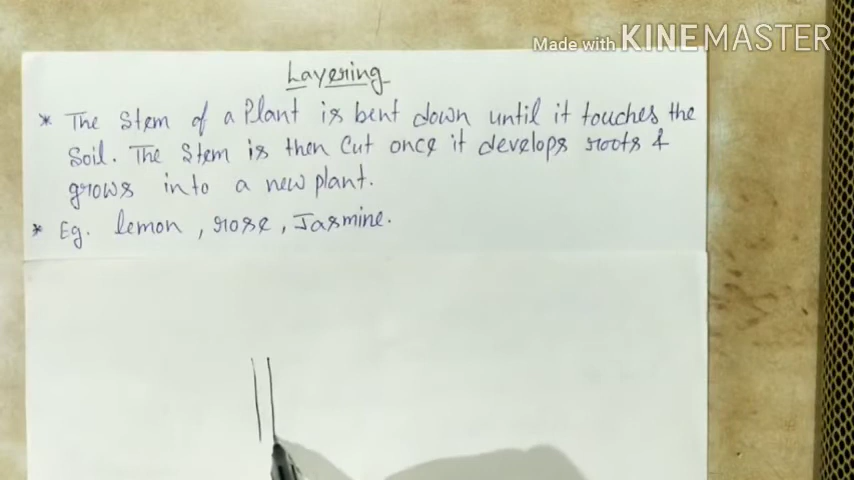 Made with KINEMASTER
Layering
* The Stem of a Plant is bent down until it touches the
Soil. The Stem is then Cut once it develops roots &
grows into a new plant.
* Eg. lemon, rose, Jasmine.